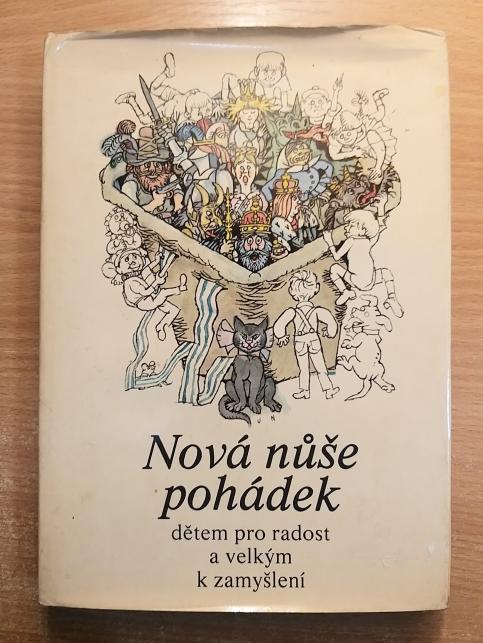 Nová nůše
pohádek
dětem pro radost
a velkým
k zamyšlení